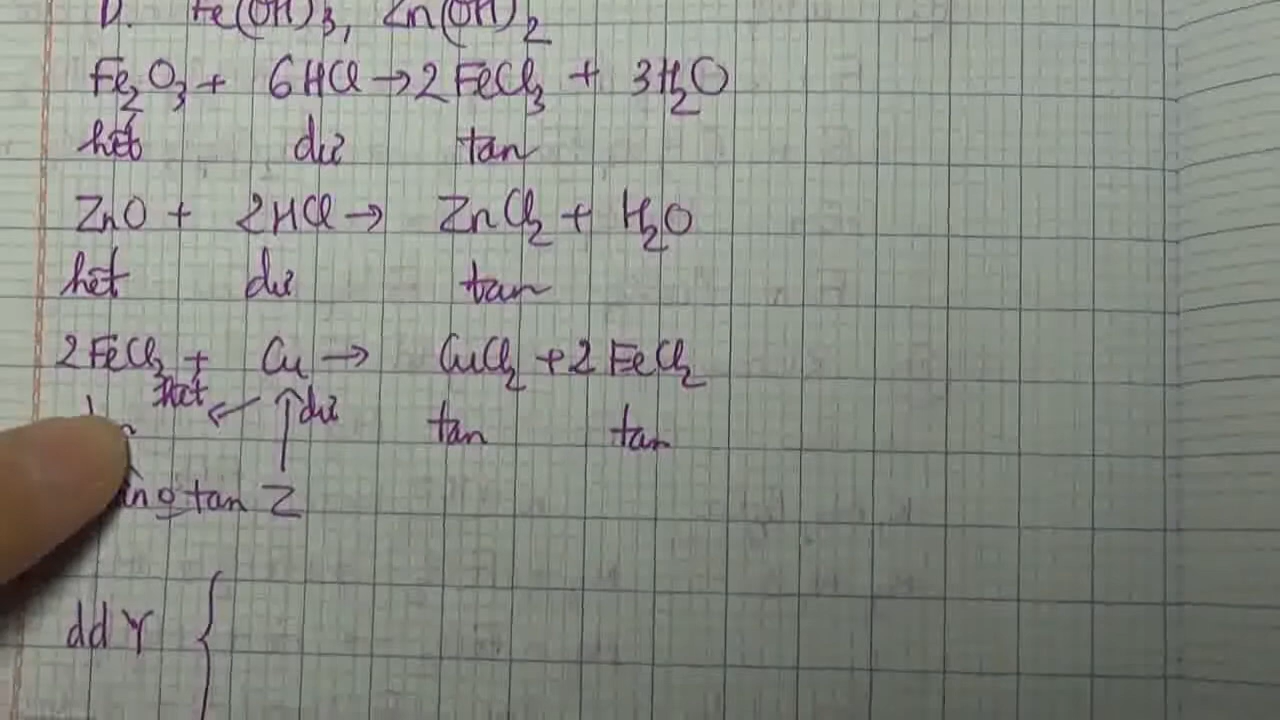 D. Fe(OH)3, Zn(OH)2
Fe2O3 + 6HCl → 2FeCl3 + 3H2O
hết dư tan
ZnO + 2HCl → ZnCl2 + H2O
hết dư tan
2FeCl3 + Cu → CuCl2 + 2FeCl2
hết ← ↑ dư tan tan
tan Z
dd Y {